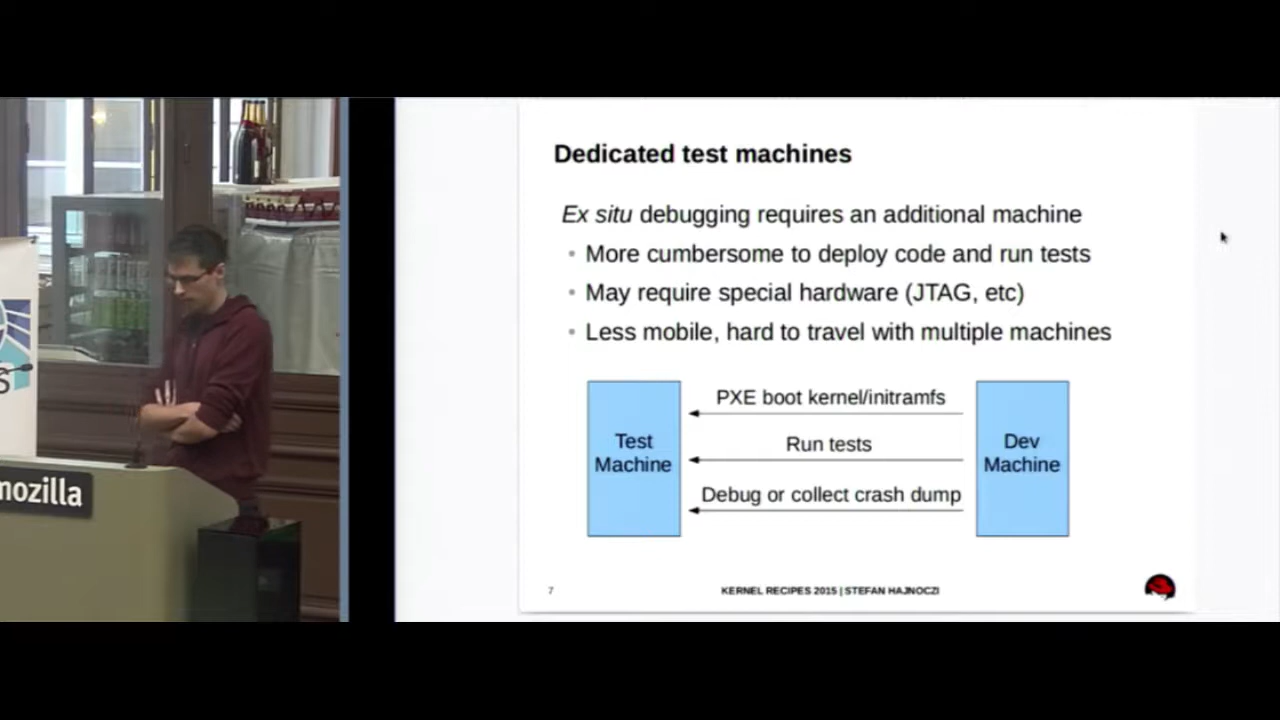 mozilla
Dedicated test machines
Ex situ debugging requires an additional machine
• More cumbersome to deploy code and run tests
• May require special hardware (JTAG, etc)
• Less mobile, hard to travel with multiple machines
Test
Machine
PXE boot kernel/initramfs
Run tests
Debug or collect crash dump
Dev
Machine
7
KERNEL RECIPES 2015 | STEFAN HAJNOCZI